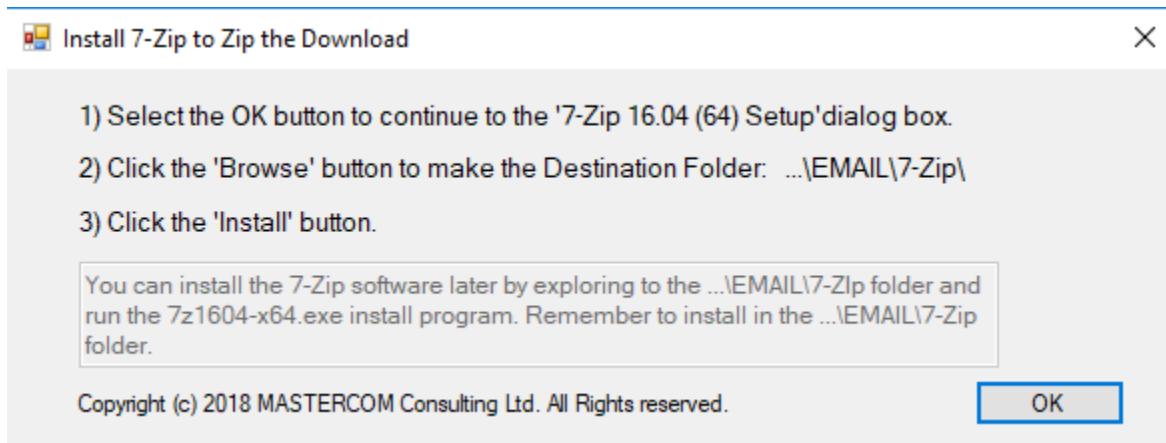 Install 7-Zip to Zip the Download
1) Select the OK button to continue to the '7-Zip 16.04 (64) Setup'dialog box.
2) Click the 'Browse' button to make the Destination Folder: ...\EMAIL\7-Zip\
3) Click the 'Install' button.
You can install the 7-Zip software later by exploring to the ...\EMAIL\7-ZIp folder and
run the 7z1604-x64.exe install program. Remember to install in the ...\EMAIL\7-Zip
folder.
Copyright (c) 2018 MASTERCOM Consulting Ltd. All Rights reserved.
OK